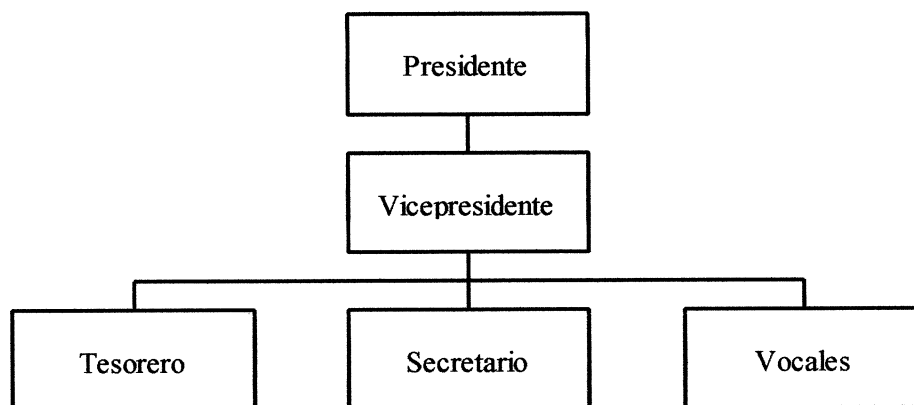 Presidente
Vicepresidente
Tesorero
Secretario
Vocales